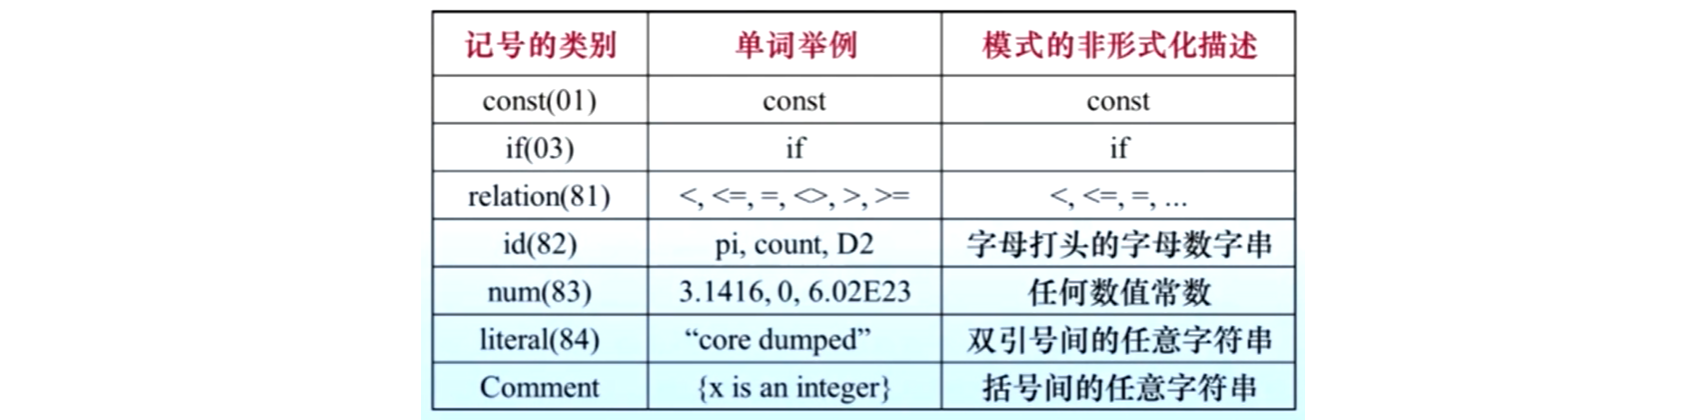 记号的类别 单词举例 模式的非形式化描述
const(01) const const
if(03) if if
relation(81) <, <=, =, <>, >, >= <, <=, =, ...
id(82) pi, count, D2 字母打头的字母数字串
num(83) 3.1416, 0, 6.02E23 任何数值常数
literal(84) “core dumped” 双引号间的任意字符串
Comment {x is an integer} 括号间的任意字符串